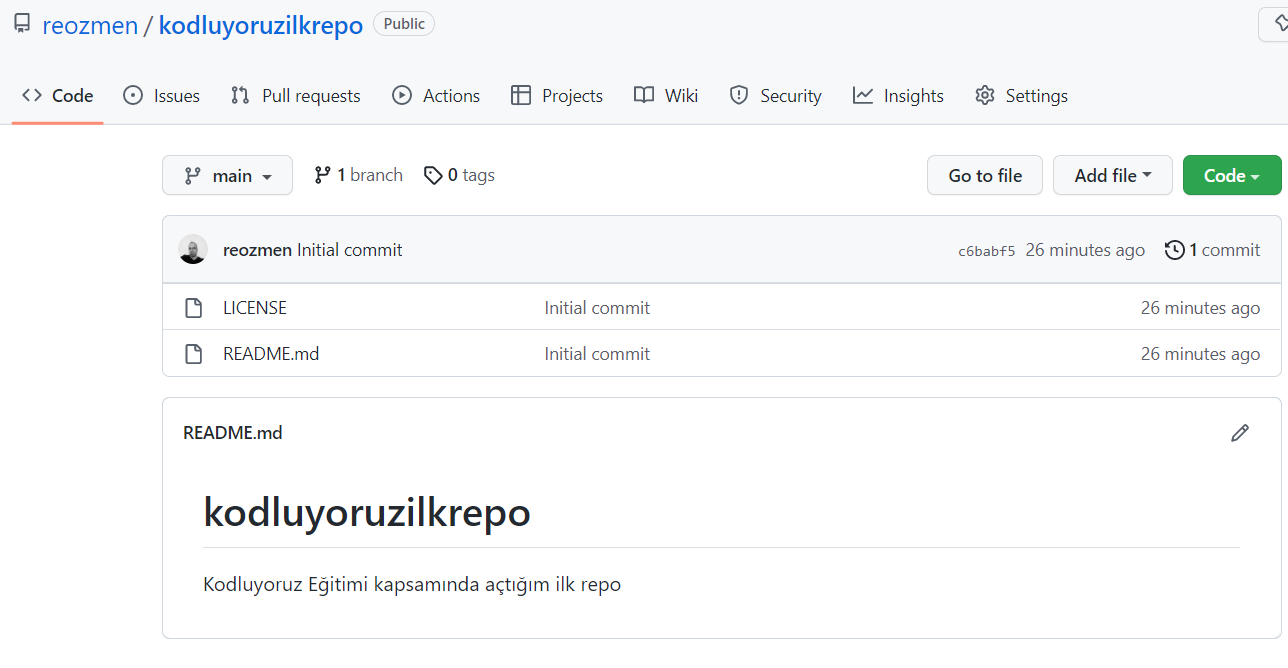 reozmen / kodluyoruzilkrepo Public
Code Issues Pull requests Actions Projects Wiki Security Insights Settings
main 1 branch 0 tags Go to file Add file Code
reozmen Initial commit c6babf5 26 minutes ago 1 commit
LICENSE Initial commit 26 minutes ago
README.md Initial commit 26 minutes ago
README.md
kodluyoruzilkrepo
Kodluyoruz Eğitimi kapsamında açtığım ilk repo